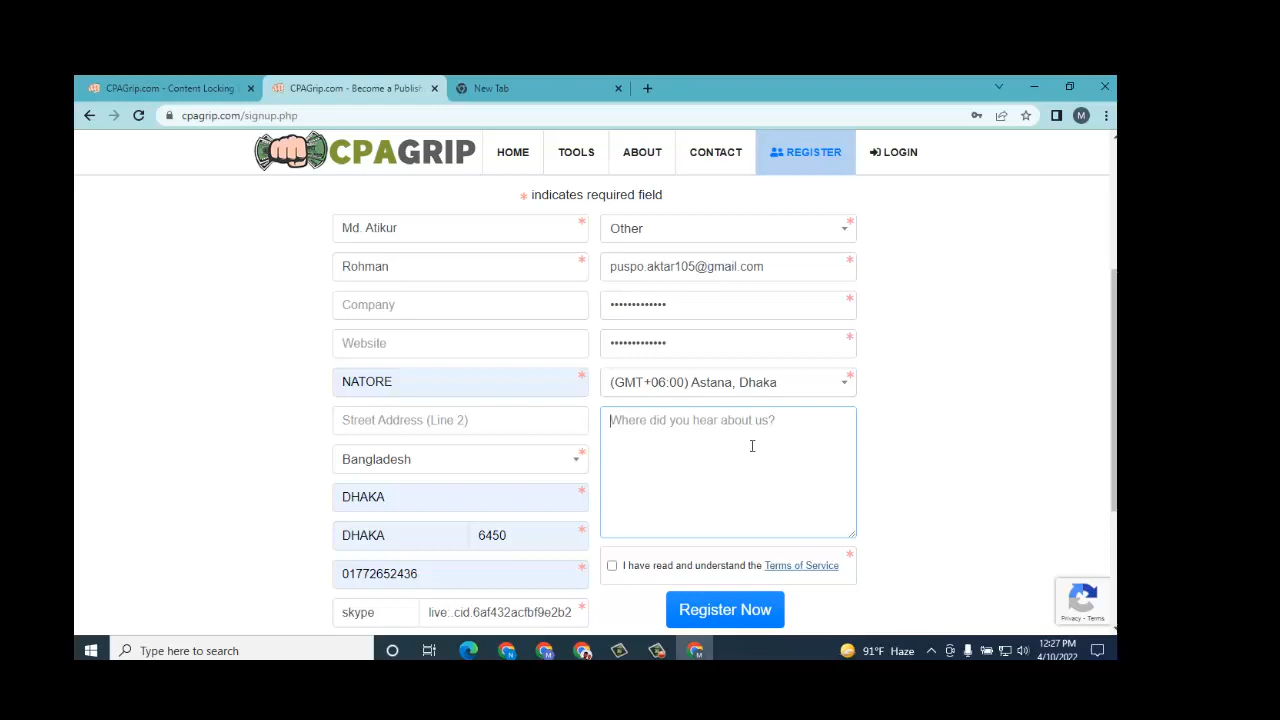 CPAGrip.com - Content Locking
CPAGrip.com - Become a Publish
New Tab
cpagrip.com/signup.php
M
CPAGRIP
HOME
TOOLS
ABOUT
CONTACT
REGISTER
LOGIN
* indicates required field
Md. Atikur *
Other *
Rohman *
puspo.aktar105@gmail.com *
Company
••••••••••••• *
Website
••••••••••••• *
NATORE *
(GMT+06:00) Astana, Dhaka *
Street Address (Line 2)
Where did you hear about us?
Bangladesh *
DHAKA *
DHAKA 6450 *
I have read and understand the Terms of Service *
01772652436 *
Register Now
skype live:.cid.6af432acfbf9e2b2 *
Privacy - Terms
Type here to search
91°F Haze
12:27 PM
4/10/2022